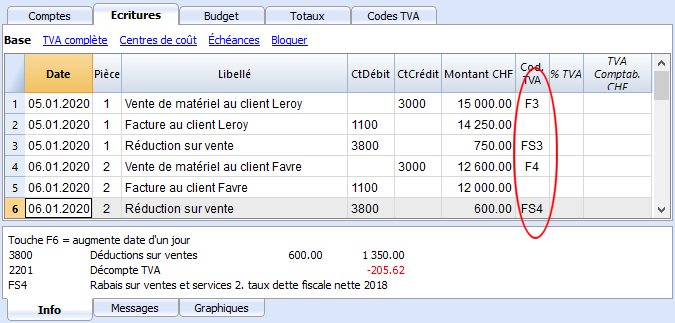 Comptes Ecritures Budget Totaux Codes TVA
Base TVA complète Centres de coût Échéances Bloquer
Date Pièce Libellé CtDébit CtCrédit Montant CHF Cod. TVA % TVA TVA Comptab. CHF
1 05.01.2020 1 Vente de matériel au client Leroy 3000 15 000.00 F3
2 05.01.2020 1 Facture au client Leroy 1100 14 250.00
3 05.01.2020 1 Réduction sur vente 3800 750.00 FS3
4 06.01.2020 2 Vente de matériel au client Favre 3000 12 600.00 F4
5 06.01.2020 2 Facture au client Favre 1100 12 000.00
6 06.01.2020 2 Réduction sur vente 3800 600.00 FS4
Touche F6 = augmente date d'un jour
3800 Déductions sur ventes 600.00 1 350.00
2201 Décompte TVA -205.62
FS4 Rabais sur ventes et services 2. taux dette fiscale nette 2018
Info Messages Graphiques